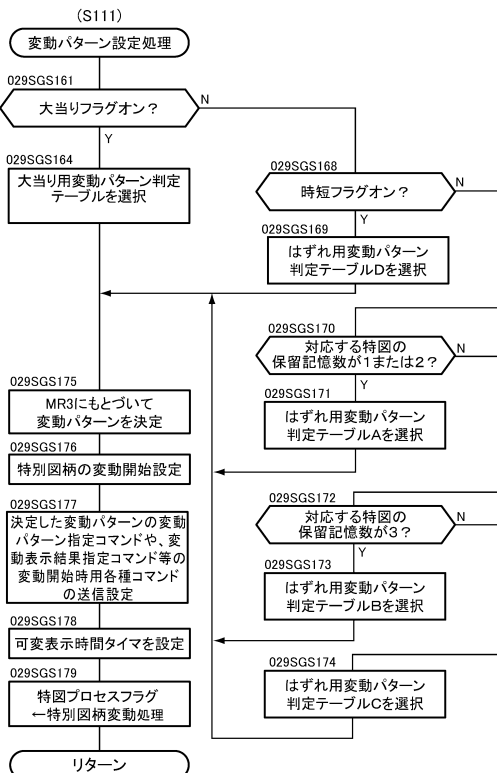 (S111)
変動パターン設定処理
029SGS161
大当りフラグオン?
N
Y
029SGS164
大当り用変動パターン判定
テーブルを選択
029SGS168
時短フラグオン?
N
Y
029SGS169
はずれ用変動パターン
判定テーブルDを選択
029SGS170
対応する特図の
保留記憶数が1または2?
N
Y
029SGS171
はずれ用変動パターン
判定テーブルAを選択
029SGS172
対応する特図の
保留記憶数が3?
N
Y
029SGS173
はずれ用変動パターン
判定テーブルBを選択
029SGS174
はずれ用変動パターン
判定テーブルCを選択
029SGS175
MR3にもとづいて
変動パターンを決定
029SGS176
特別図柄の変動開始設定
029SGS177
決定した変動パターンの変動
パターン指定コマンドや、変
動表示結果指定コマンド等の
変動開始時用各種コマンド
の送信設定
029SGS178
可変表示時間タイマを設定
029SGS179
特図プロセスフラグ
←特別図柄変動処理
リターン